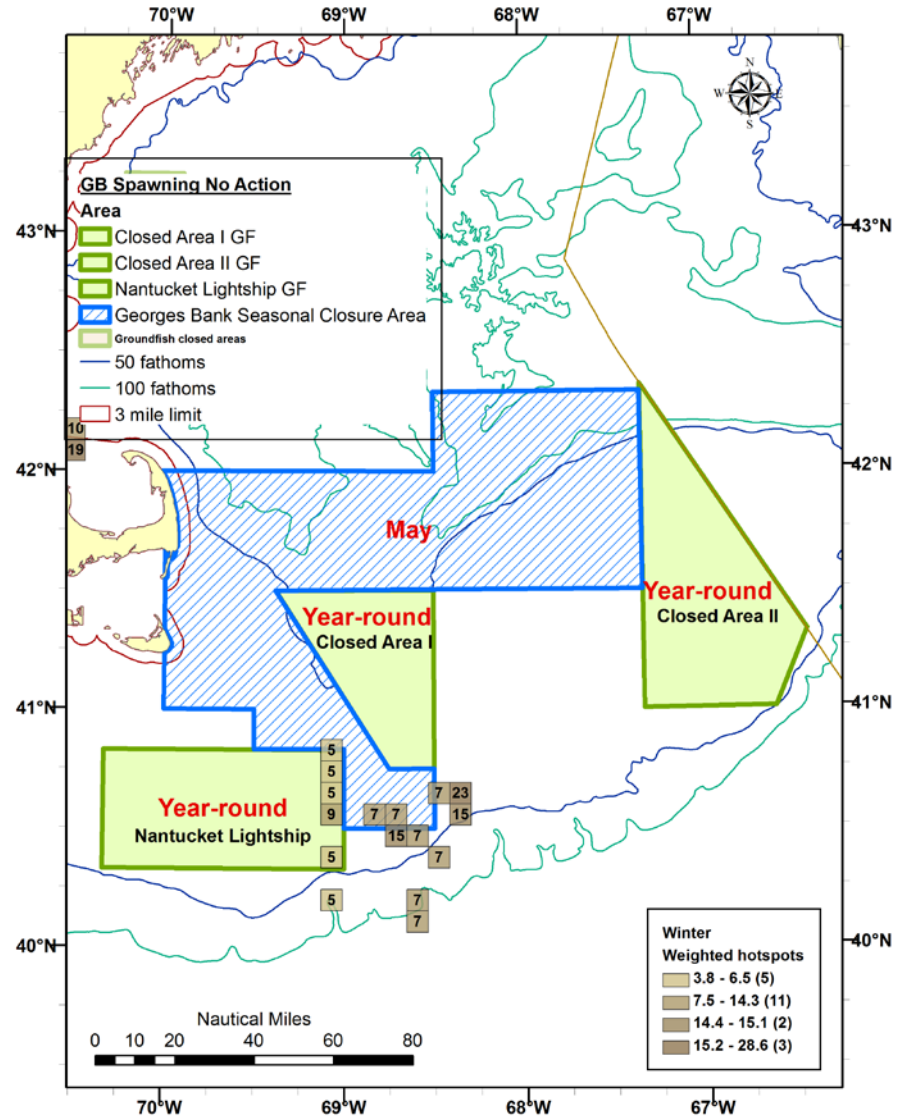 70°W 69°W 68°W 67°W
N
W E
S
GB Spawning No Action
Area
43°N 43°N
Closed Area I GF
Closed Area II GF
Nantucket Lightship GF
Georges Bank Seasonal Closure Area
Groundfish closed areas
50 fathoms
100 fathoms
3 mile limit
10
19
42°N 42°N
May
Year-round
Closed Area I
Year-round
Closed Area II
41°N 41°N
5
5
5 7 23
9 7 7 15
15 7
5 7
5 7
7
Year-round
Nantucket Lightship
40°N 40°N
Winter
Weighted hotspots
3.8 - 6.5 (5)
7.5 - 14.3 (11)
14.4 - 15.1 (2)
15.2 - 28.6 (3)
Nautical Miles
0 10 20 40 60 80
70°W 69°W 68°W 67°W